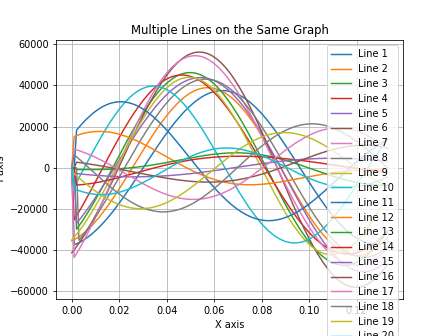 Multiple Lines on the Same Graph
60000
40000
20000
0
−20000
−40000
−60000
0.00
0.02
0.04
0.06
0.08
0.10
X axis
Line 1
Line 2
Line 3
Line 4
Line 5
Line 6
Line 7
Line 8
Line 9
Line 10
Line 11
Line 12
Line 13
Line 14
Line 15
Line 16
Line 17
Line 18
Line 19
Line 20